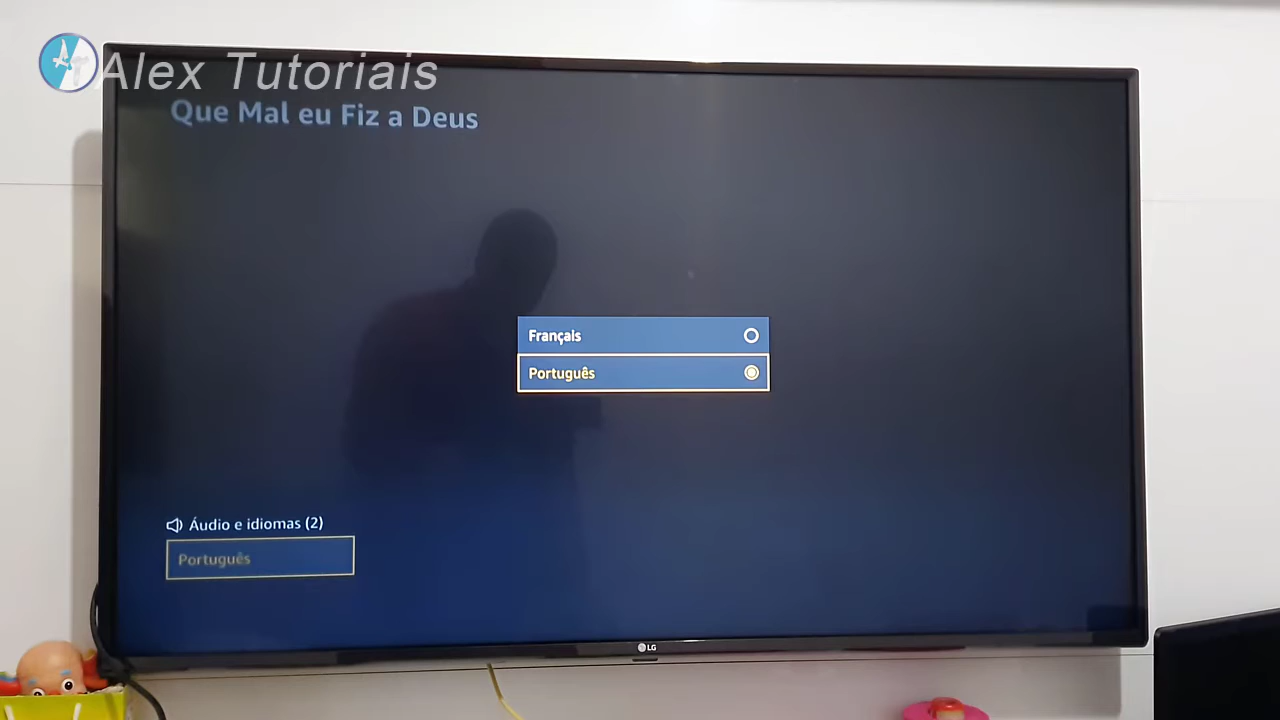 Alex Tutoriais
Que Mal eu Fiz a Deus
Français
Português
Áudio e idiomas (2)
Português
LG